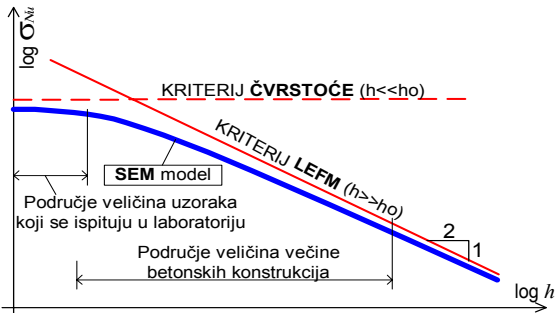 log σNu
KRITERIJ ČVRSTOĆE (h<<ho)
KRITERIJ LEFM (h>>ho)
SEM model
Područje veličina uzoraka
koji se ispituju u laboratoriju
2
1
Područje veličina većine
betonskih konstrukcija
log h